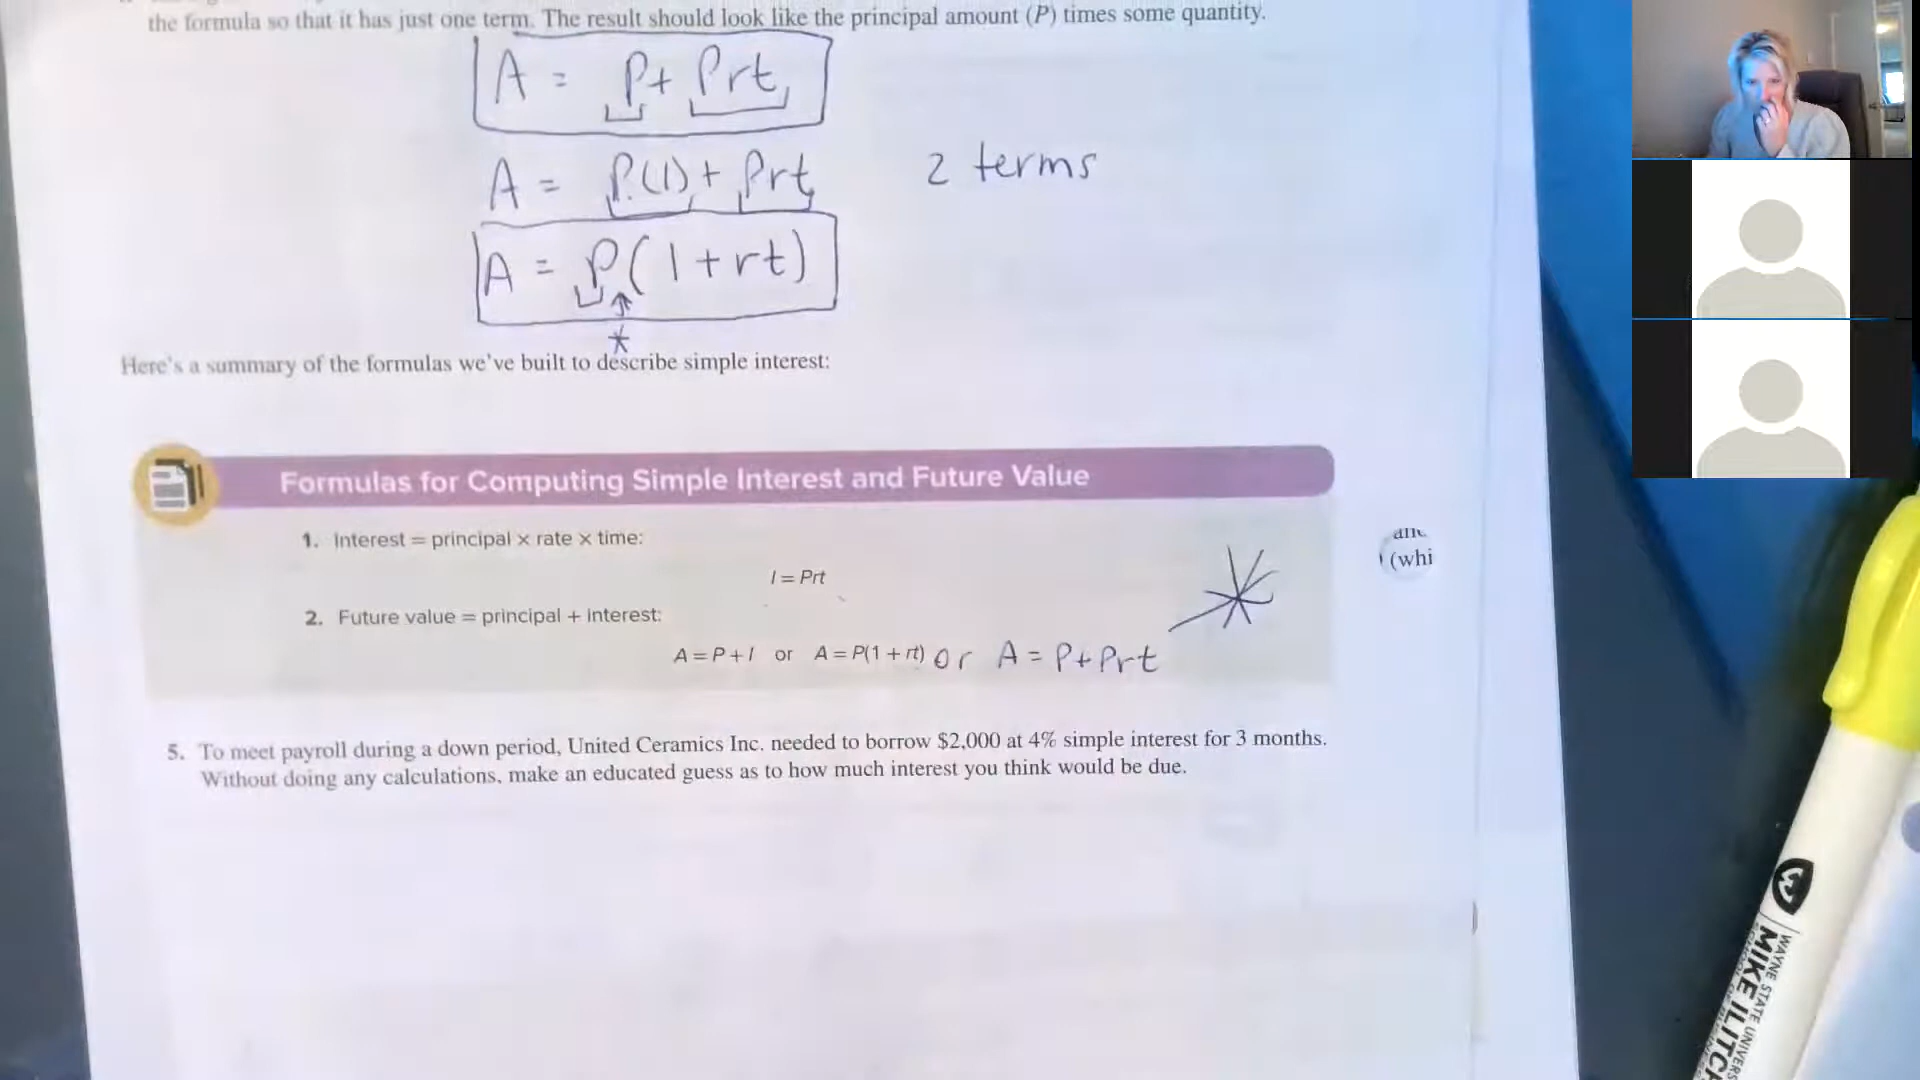 the formula so that it has just one term. The result should look like the principal amount (P) times some quantity.
A = P + Prt
A = P(1) + Prt
2 terms
A = P(1 + rt)
*
Here's a summary of the formulas we've built to describe simple interest:
Formulas for Computing Simple Interest and Future Value
1. Interest = principal × rate × time:
I = Prt
2. Future value = principal + interest:
A = P + I or A = P(1 + rt) or A = P + Prt
(whi
5. To meet payroll during a down period, United Ceramics Inc. needed to borrow $2,000 at 4% simple interest for 3 months.
Without doing any calculations, make an educated guess as to how much interest you think would be due.
WAYNE STATE UNIVERS
MIKE ILITCH